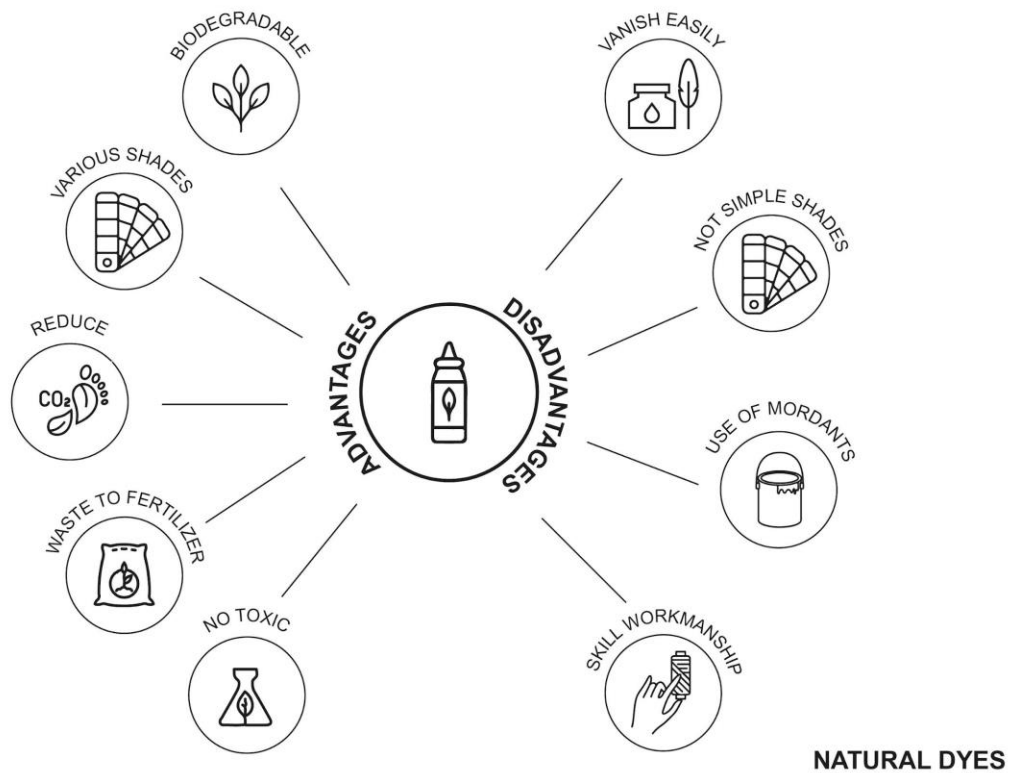 BIODEGRADABLE
VARIOUS SHADES
REDUCE
CO₂
WASTE TO FERTILIZER
NO TOXIC
ADVANTAGES
DISADVANTAGES
VANISH EASILY
NOT SIMPLE SHADES
USE OF MORDANTS
SKILL WORKMANSHIP
NATURAL DYES